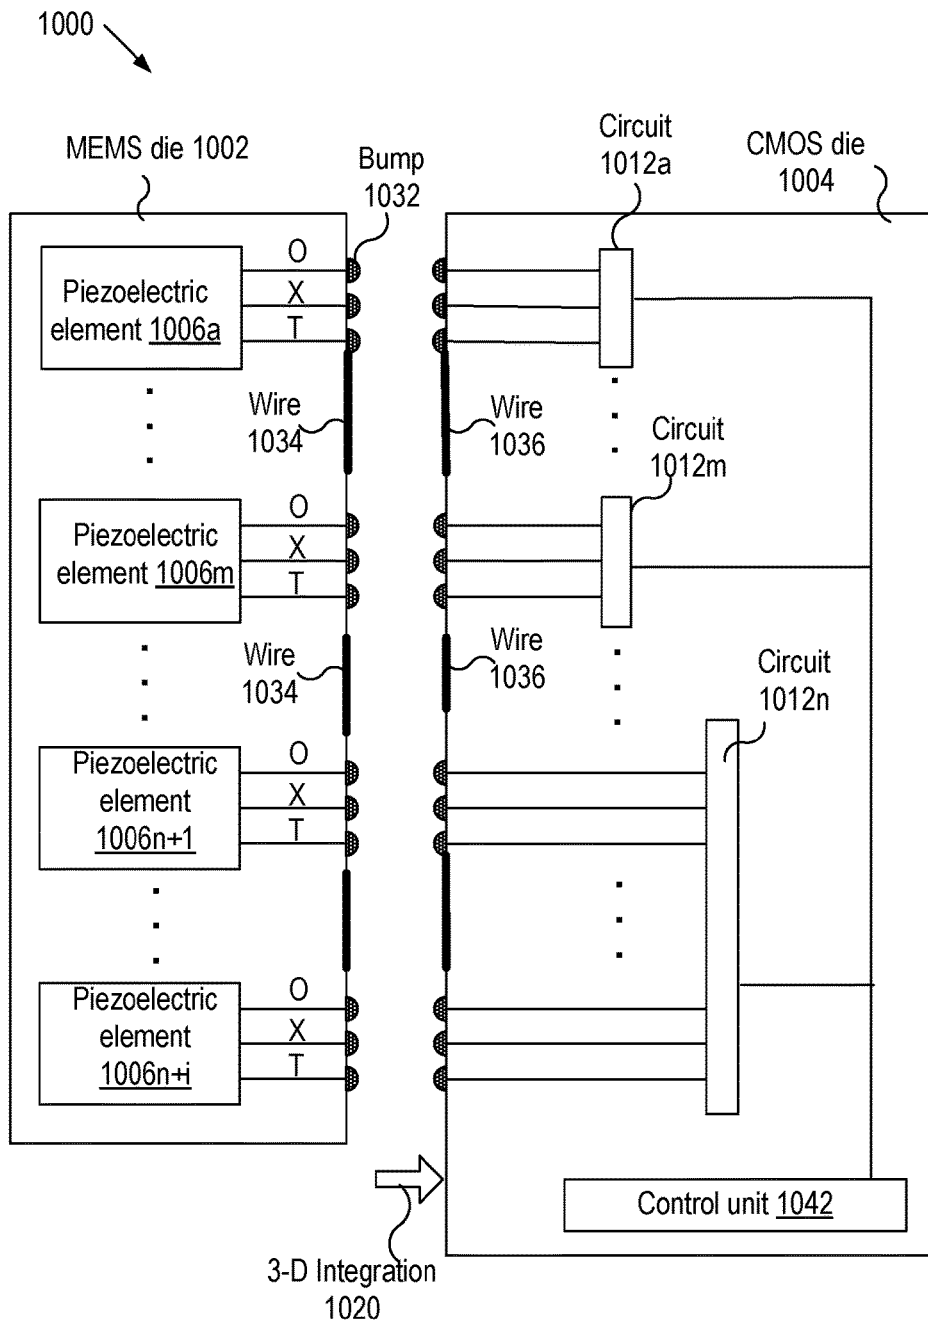 1000
MEMS die 1002
Bump
1032
Circuit
1012a
CMOS die
1004
Piezoelectric
element 1006a
O
X
T
Wire
1034
Wire
1036
Circuit
1012m
Piezoelectric
element 1006m
O
X
T
Wire
1034
Wire
1036
Circuit
1012n
Piezoelectric
element
1006n+1
O
X
T
Piezoelectric
element
1006n+i
O
X
T
Control unit 1042
3-D Integration
1020